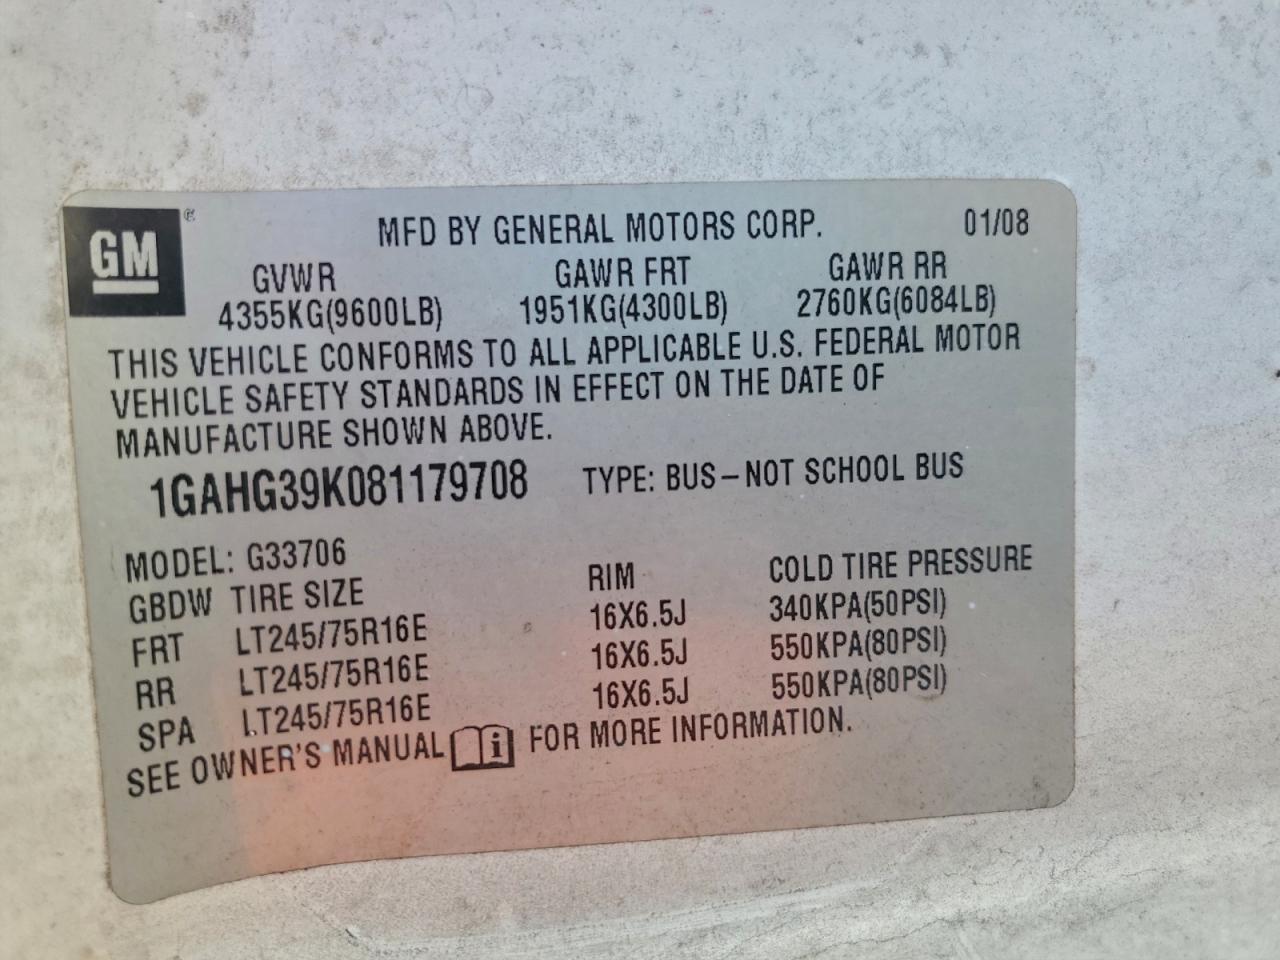 GM®
MFD BY GENERAL MOTORS CORP. 01/08
GVWR GAWR FRT GAWR RR
4355KG(9600LB) 1951KG(4300LB) 2760KG(6084LB)
THIS VEHICLE CONFORMS TO ALL APPLICABLE U.S. FEDERAL MOTOR
VEHICLE SAFETY STANDARDS IN EFFECT ON THE DATE OF
MANUFACTURE SHOWN ABOVE.
1GAHG39K081179708 TYPE: BUS-NOT SCHOOL BUS
MODEL: G33706
GBDW TIRE SIZE RIM COLD TIRE PRESSURE
FRT LT245/75R16E 16X6.5J 340KPA(50PSI)
RR LT245/75R16E 16X6.5J 550KPA(80PSI)
SPA LT245/75R16E 16X6.5J 550KPA(80PSI)
SEE OWNER'S MANUAL i FOR MORE INFORMATION.